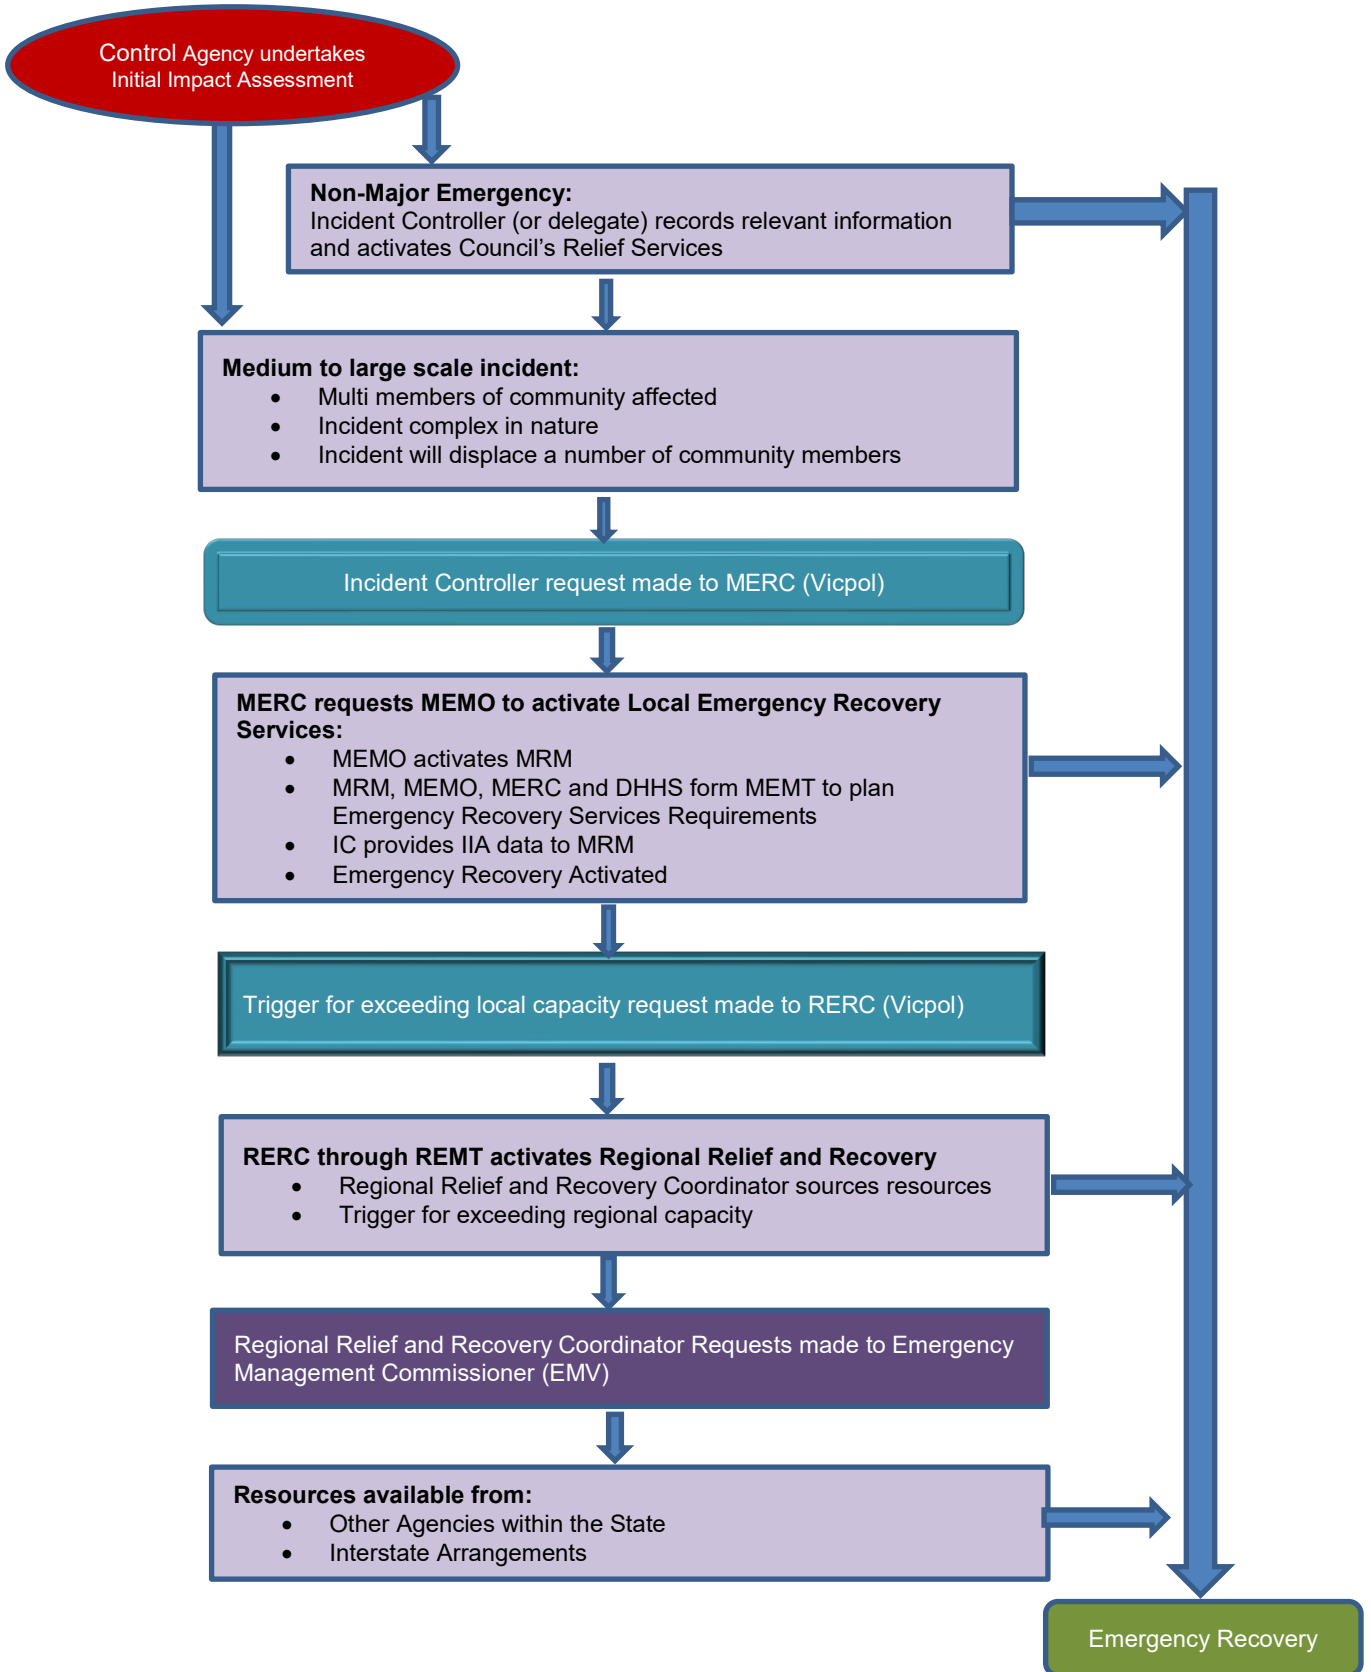 Control Agency undertakes
Initial Impact Assessment
Non-Major Emergency:
Incident Controller (or delegate) records relevant information
and activates Council’s Relief Services
Medium to large scale incident:
• Multi members of community affected
• Incident complex in nature
• Incident will displace a number of community members
Incident Controller request made to MERC (Vicpol)
MERC requests MEMO to activate Local Emergency Recovery
Services:
• MEMO activates MRM
• MRM, MEMO, MERC and DHHS form MEMT to plan
Emergency Recovery Services Requirements
• IC provides IIA data to MRM
• Emergency Recovery Activated
Trigger for exceeding local capacity request made to RERC (Vicpol)
RERC through REMT activates Regional Relief and Recovery
• Regional Relief and Recovery Coordinator sources resources
• Trigger for exceeding regional capacity
Regional Relief and Recovery Coordinator Requests made to Emergency
Management Commissioner (EMV)
Resources available from:
• Other Agencies within the State
• Interstate Arrangements
Emergency Recovery